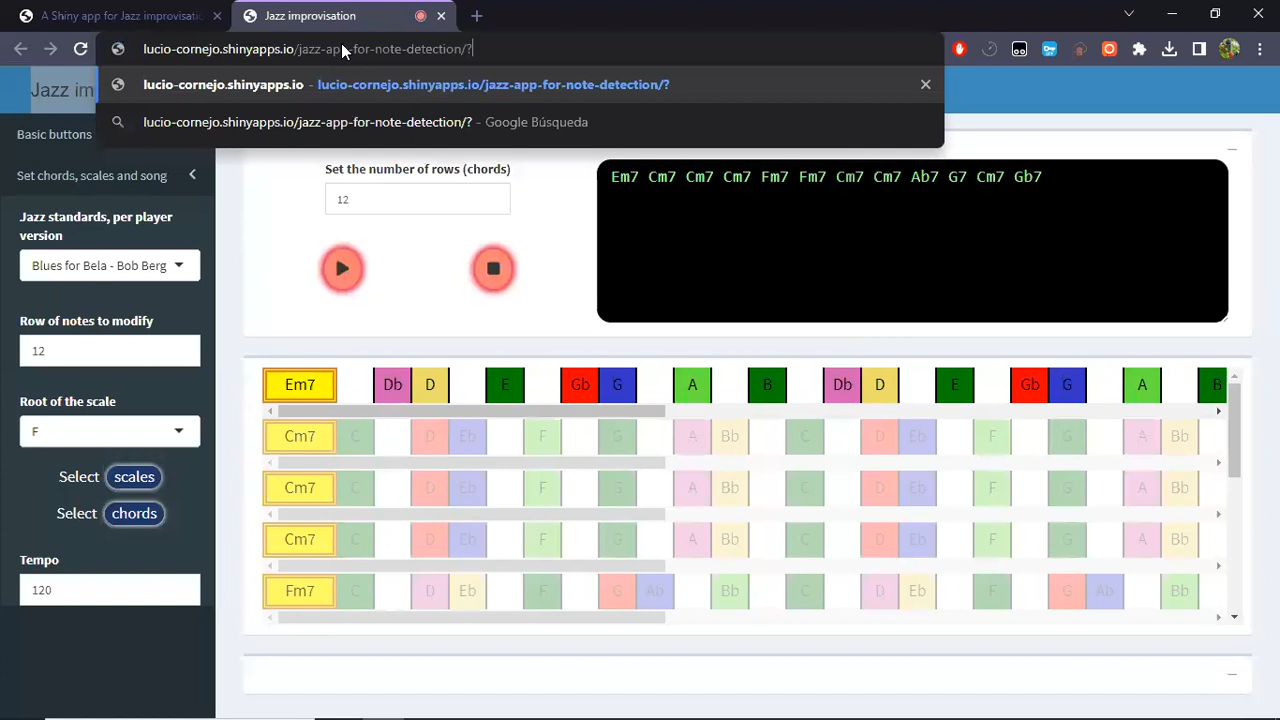 A Shiny app for Jazz improvisati
Jazz improvisation
lucio-cornejo.shinyapps.io/jazz-app-for-note-detection/?
lucio-cornejo.shinyapps.io - lucio-cornejo.shinyapps.io/jazz-app-for-note-detection/?
lucio-cornejo.shinyapps.io/jazz-app-for-note-detection/? - Google Búsqueda
Jazz im
Basic buttons
Set chords, scales and song
Jazz standards, per player
version
Blues for Bela - Bob Berg
Row of notes to modify
12
Root of the scale
F
Select scales
Select chords
Tempo
120
Set the number of rows (chords)
12
Em7 Cm7 Cm7 Cm7 Fm7 Fm7 Cm7 Cm7 Ab7 G7 Cm7 Gb7
Em7 Db D E Gb G A B Db D E Gb G A B
Cm7 C D Eb F G A Bb C D Eb F G A Bb
Cm7 C D Eb F G A Bb C D Eb F G A Bb
Cm7 C D Eb F G A Bb C D Eb F G A Bb
Fm7 C D Eb F G Ab Bb C D Eb F G Ab Bb